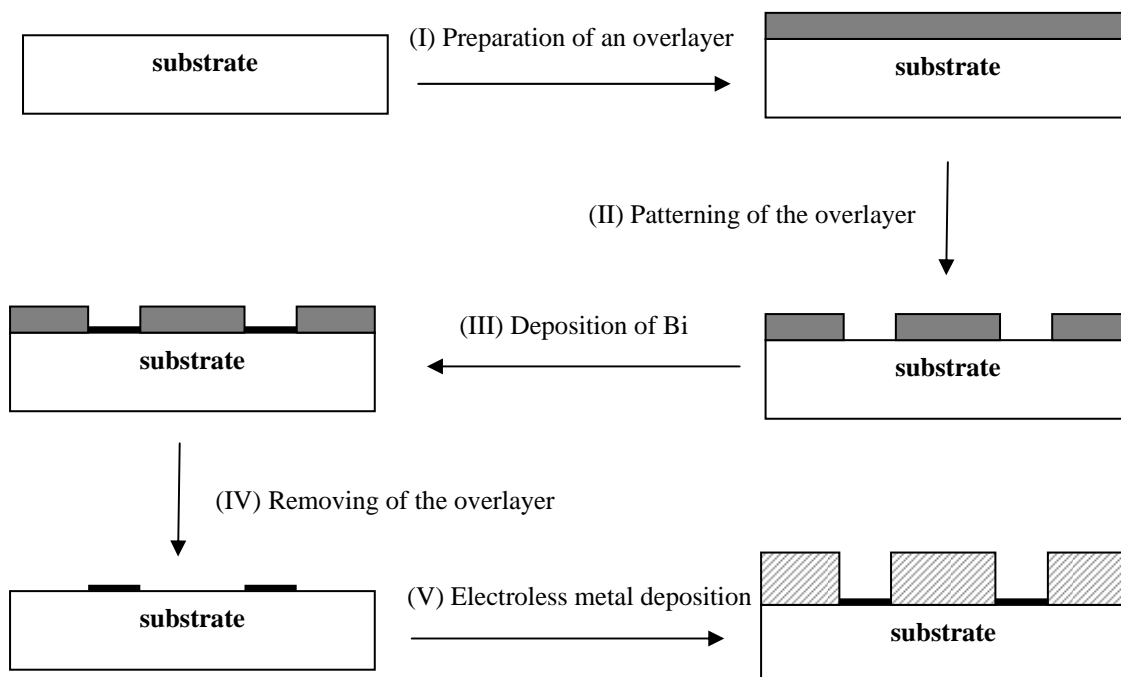 substrate
(I) Preparation of an overlayer
substrate
(II) Patterning of the overlayer
substrate
(III) Deposition of Bi
substrate
(IV) Removing of the overlayer
substrate
(V) Electroless metal deposition
substrate